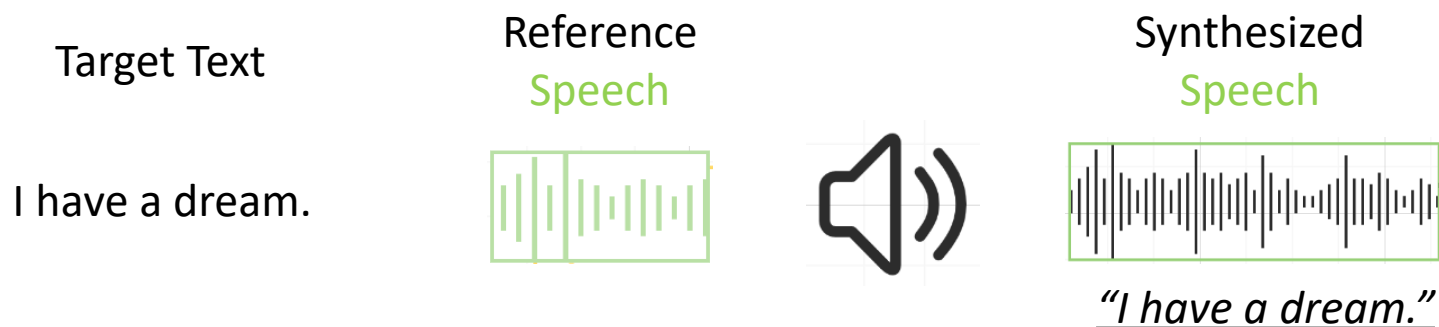 Target Text
Reference
Speech
Synthesized
Speech
I have a dream.
“I have a dream.”